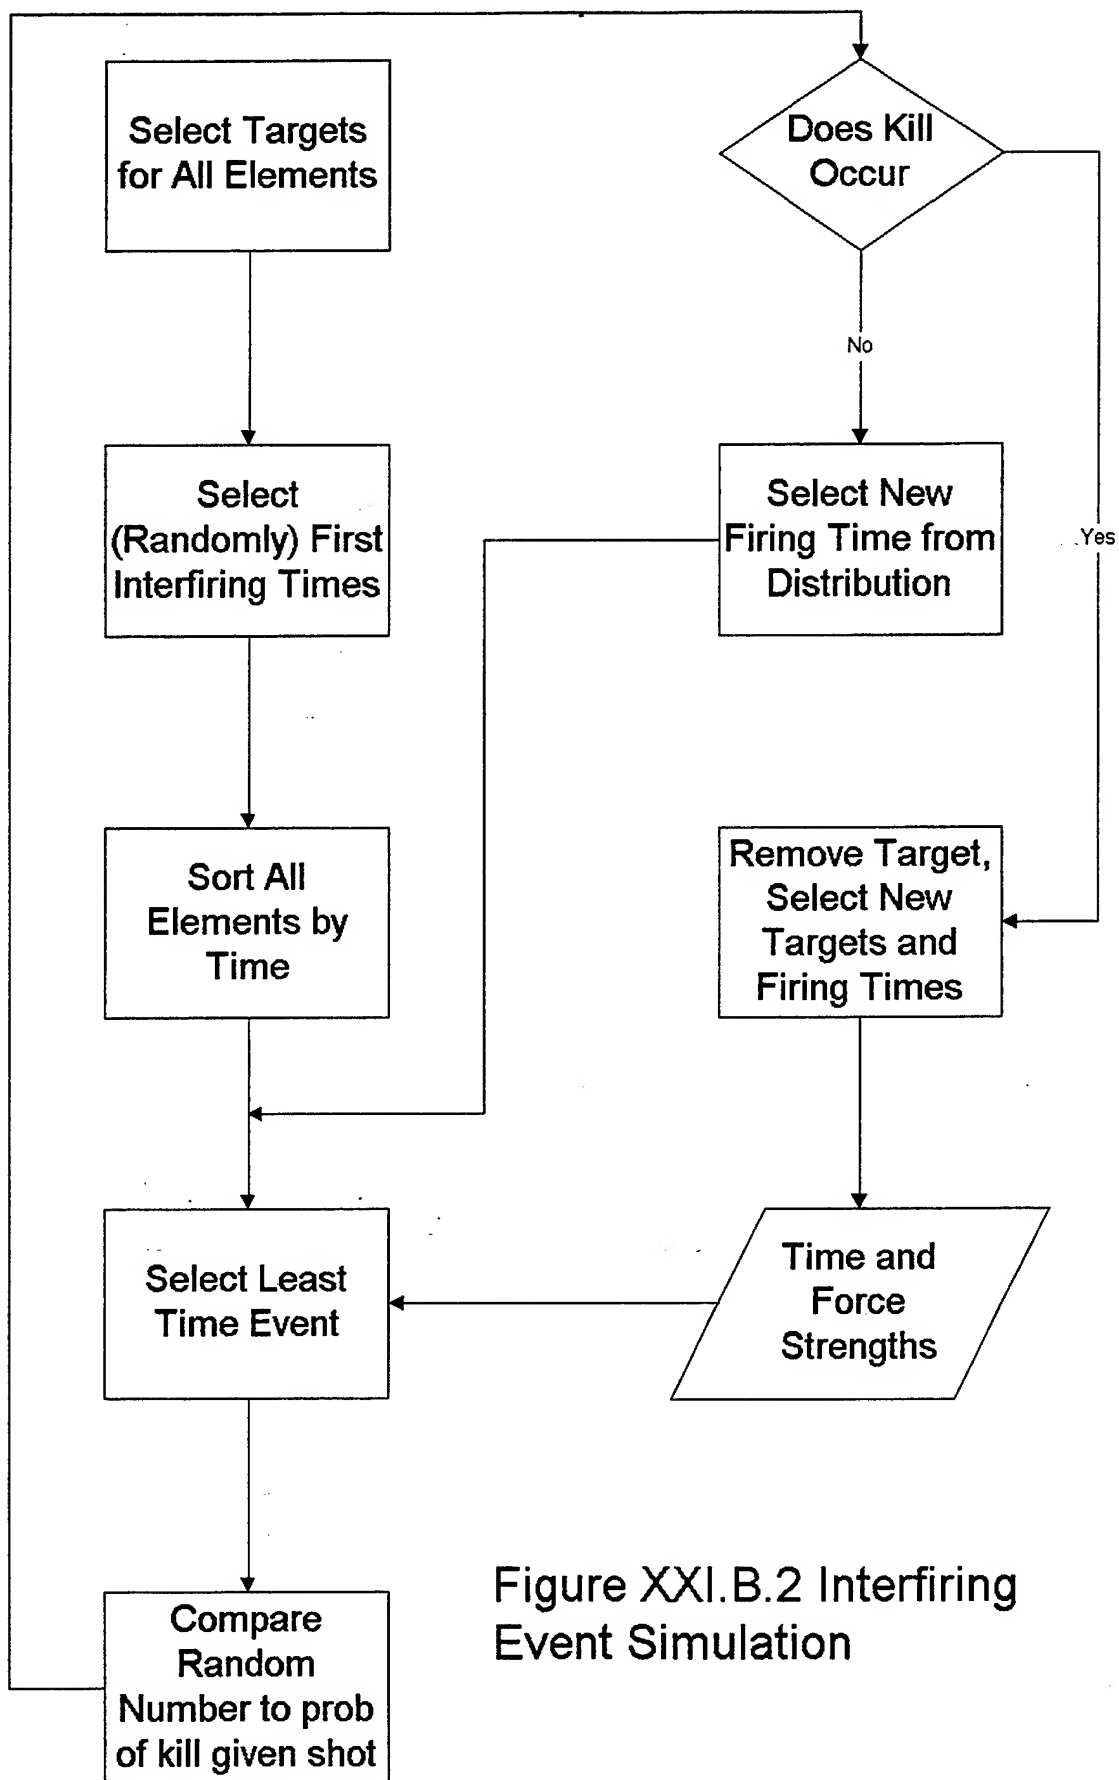 Select Targets
for All Elements
Select
(Randomly) First
Interfiring Times
Sort All
Elements by
Time
Select Least
Time Event
Compare
Random
Number to prob
of kill given shot
Does Kill
Occur
No
Yes
Select New
Firing Time from
Distribution
Remove Target,
Select New
Targets and
Firing Times
Time and
Force
Strengths
Figure XXI.B.2 Interfiring
Event Simulation